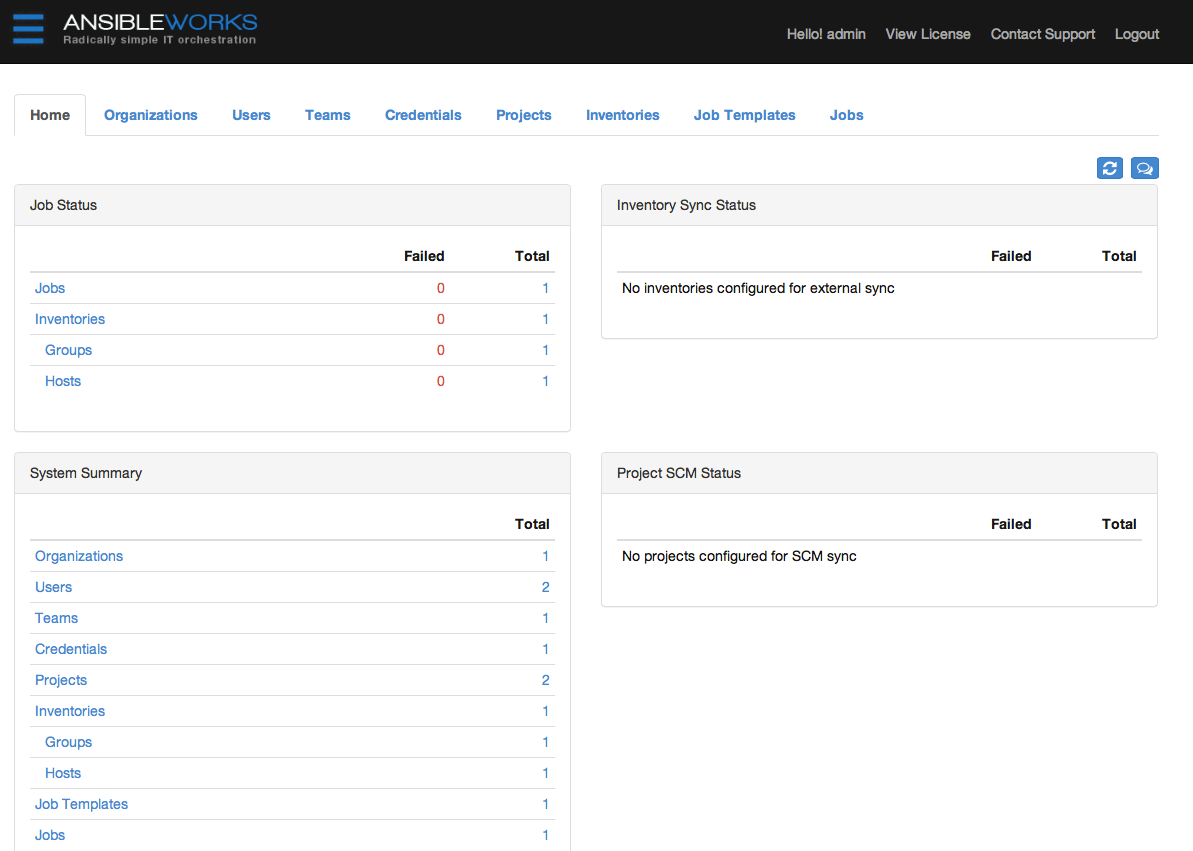 ANSIBLEWORKS
Radically simple IT orchestration
Hello! admin View License Contact Support Logout
Home Organizations Users Teams Credentials Projects Inventories Job Templates Jobs
Job Status
Failed Total
Jobs 0 1
Inventories 0 1
Groups 0 1
Hosts 0 1
Inventory Sync Status
Failed Total
No inventories configured for external sync
System Summary
Total
Organizations 1
Users 2
Teams 1
Credentials 1
Projects 2
Inventories 1
Groups 1
Hosts 1
Job Templates 1
Jobs 1
Project SCM Status
Failed Total
No projects configured for SCM sync